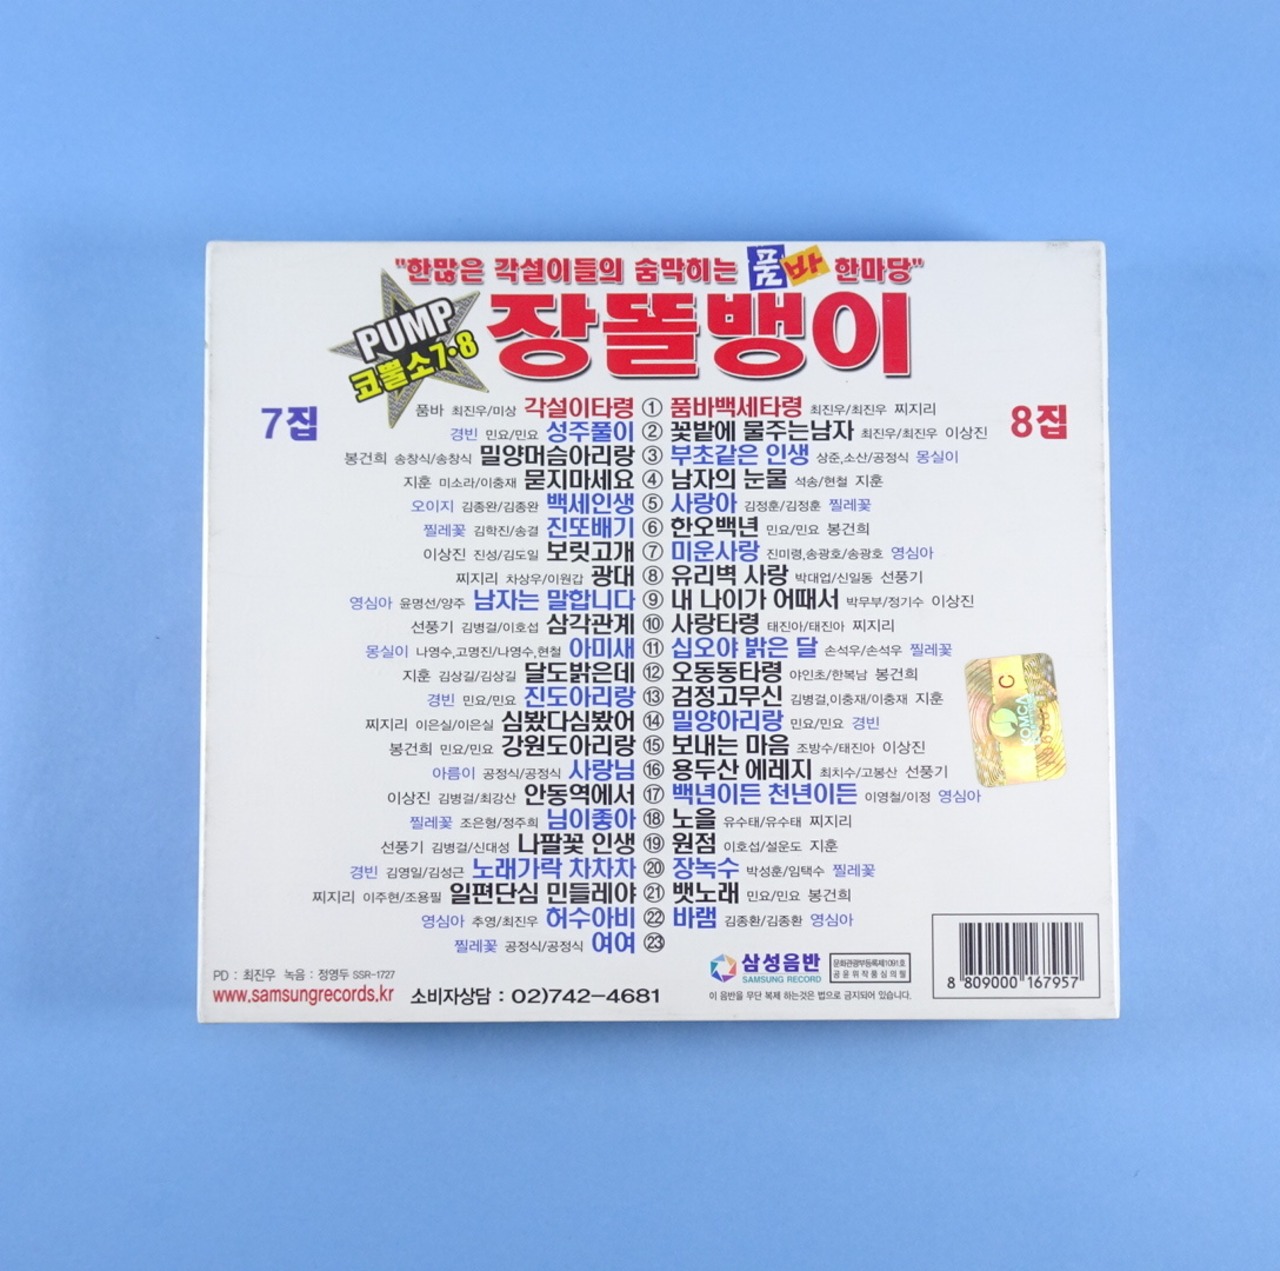 "한많은 각설이들의 숨막히는 품바 한마당"
PUMP 코뿔소7·8 장똘뱅이
7집 8집
품바 최진우/미상 각설이타령 ① 품바백세타령 최진우/최진우 찌지리
경빈 민요/민요 성주풀이 ② 꽃밭에 물주는남자 최진우/최진우 이상진
봉건희 송창식/송창식 밀양머슴아리랑 ③ 부초같은 인생 상준,소산/공정식 몽실이
지훈 미소라/이충재 묻지마세요 ④ 남자의 눈물 석송/현철 지훈
오이지 김종완/김종완 백세인생 ⑤ 사랑아 김정훈/김정훈 찔레꽃
찔레꽃 김학진/송결 진또배기 ⑥ 한오백년 민요/민요 봉건희
이상진 진성/김도일 보릿고개 ⑦ 미운사랑 진미령,송광호/송광호 영심아
찌지리 차상우/이원갑 광대 ⑧ 유리벽 사랑 박대업/신일동 선풍기
영심아 윤명선/양주 남자는 말합니다 ⑨ 내 나이가 어때서 박무부/정기수 이상진
선풍기 김병걸/이호섭 삼각관계 ⑩ 사랑타령 태진아/태진아 찌지리
몽실이 나영수,고명진/나영수,현철 아미새 ⑪ 십오야 밝은 달 손석우/손석우 찔레꽃
지훈 김상길/김상길 달도밝은데 ⑫ 오동동타령 야인초/한복남 봉건희
경빈 민요/민요 진도아리랑 ⑬ 검정고무신 김병걸,이충재/이충재 지훈
찌지리 이은실/이은실 심봤다심봤어 ⑭ 밀양아리랑 민요/민요 경빈
봉건희 민요/민요 강원도아리랑 ⑮ 보내는 마음 조방수/태진아 이상진
아름이 공정식/공정식 사랑님 ⑯ 용두산 에레지 최치수/고봉산 선풍기
이상진 김병걸/최강산 안동역에서 ⑰ 백년이든 천년이든 이영철/이정 영심아
찔레꽃 조은형/정주희 님이좋아 ⑱ 노을 유수태/유수태 찌지리
선풍기 김병걸/신대성 나팔꽃 인생 ⑲ 원점 이호섭/설운도 지훈
경빈 김영일/김성근 노래가락 차차차 ⑳ 장녹수 박성훈/임택수 찔레꽃
찌지리 이주현/조용필 일편단심 민들레야 ㉑ 뱃노래 민요/민요 봉건희
영심아 추영/최진우 허수아비 ㉒ 바램 김종환/김종환 영심아
찔레꽃 공정식/공정식 여여 ㉓
KOMCA
C
PD : 최진우 녹음 : 정영두 SSR-1727
www.samsungrecords.kr 소비자상담 : 02)742-4681
삼성음반
SAMSUNG RECORD
문화관광부등록제1091호
공윤위작품심의필
이 음반을 무단 복제 하는것은 법으로 금지되어 있습니다.
8 809000 167957